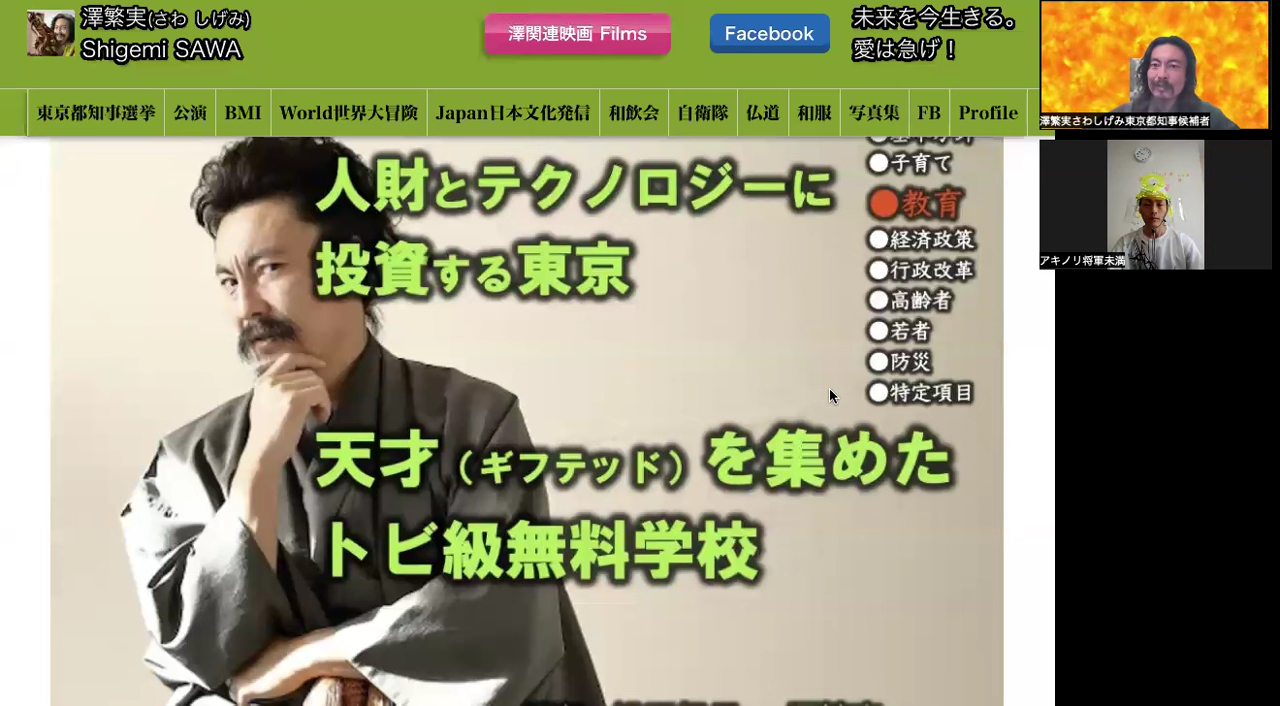 澤繁実(さわ しげみ)
Shigemi SAWA
澤関連映画 Films
Facebook
未来を今生きる。
愛は急げ！
東京都知事選挙
公演
BMI
World世界大冒険
Japan日本文化発信
和飲会
自衛隊
仏道
和服
写真集
FB
Profile
人財とテクノロジーに
投資する東京
天才（ギフテッド）を集めた
トビ級無料学校
●子育て
●教育
●経済政策
●行政改革
●高齢者
●若者
●防災
●特定項目
澤繁実さわしげみ東京都知事候補者
アキノリ将軍未満